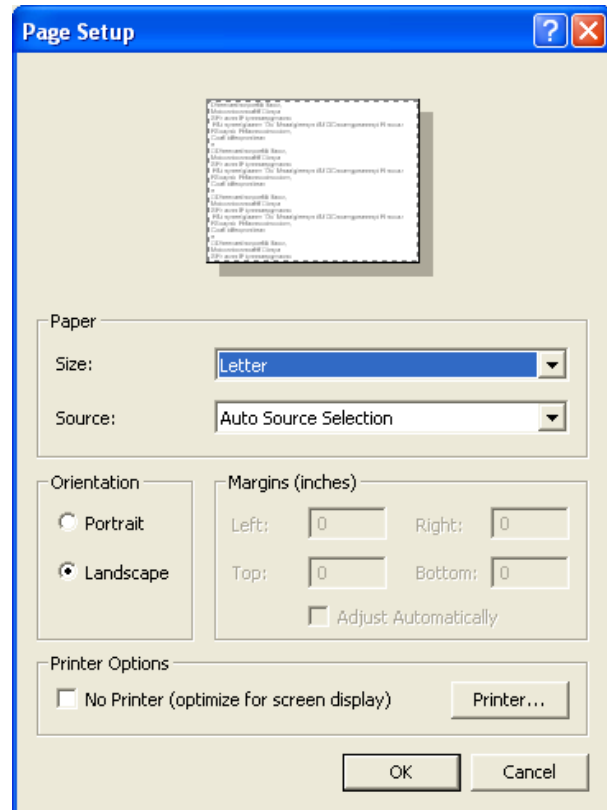 Page Setup
Paper
Size: Letter
Source: Auto Source Selection
Orientation
Portrait
Landscape
Margins (inches)
Left: 0 Right: 0
Top: 0 Bottom: 0
Adjust Automatically
Printer Options
No Printer (optimize for screen display) Printer...
OK Cancel